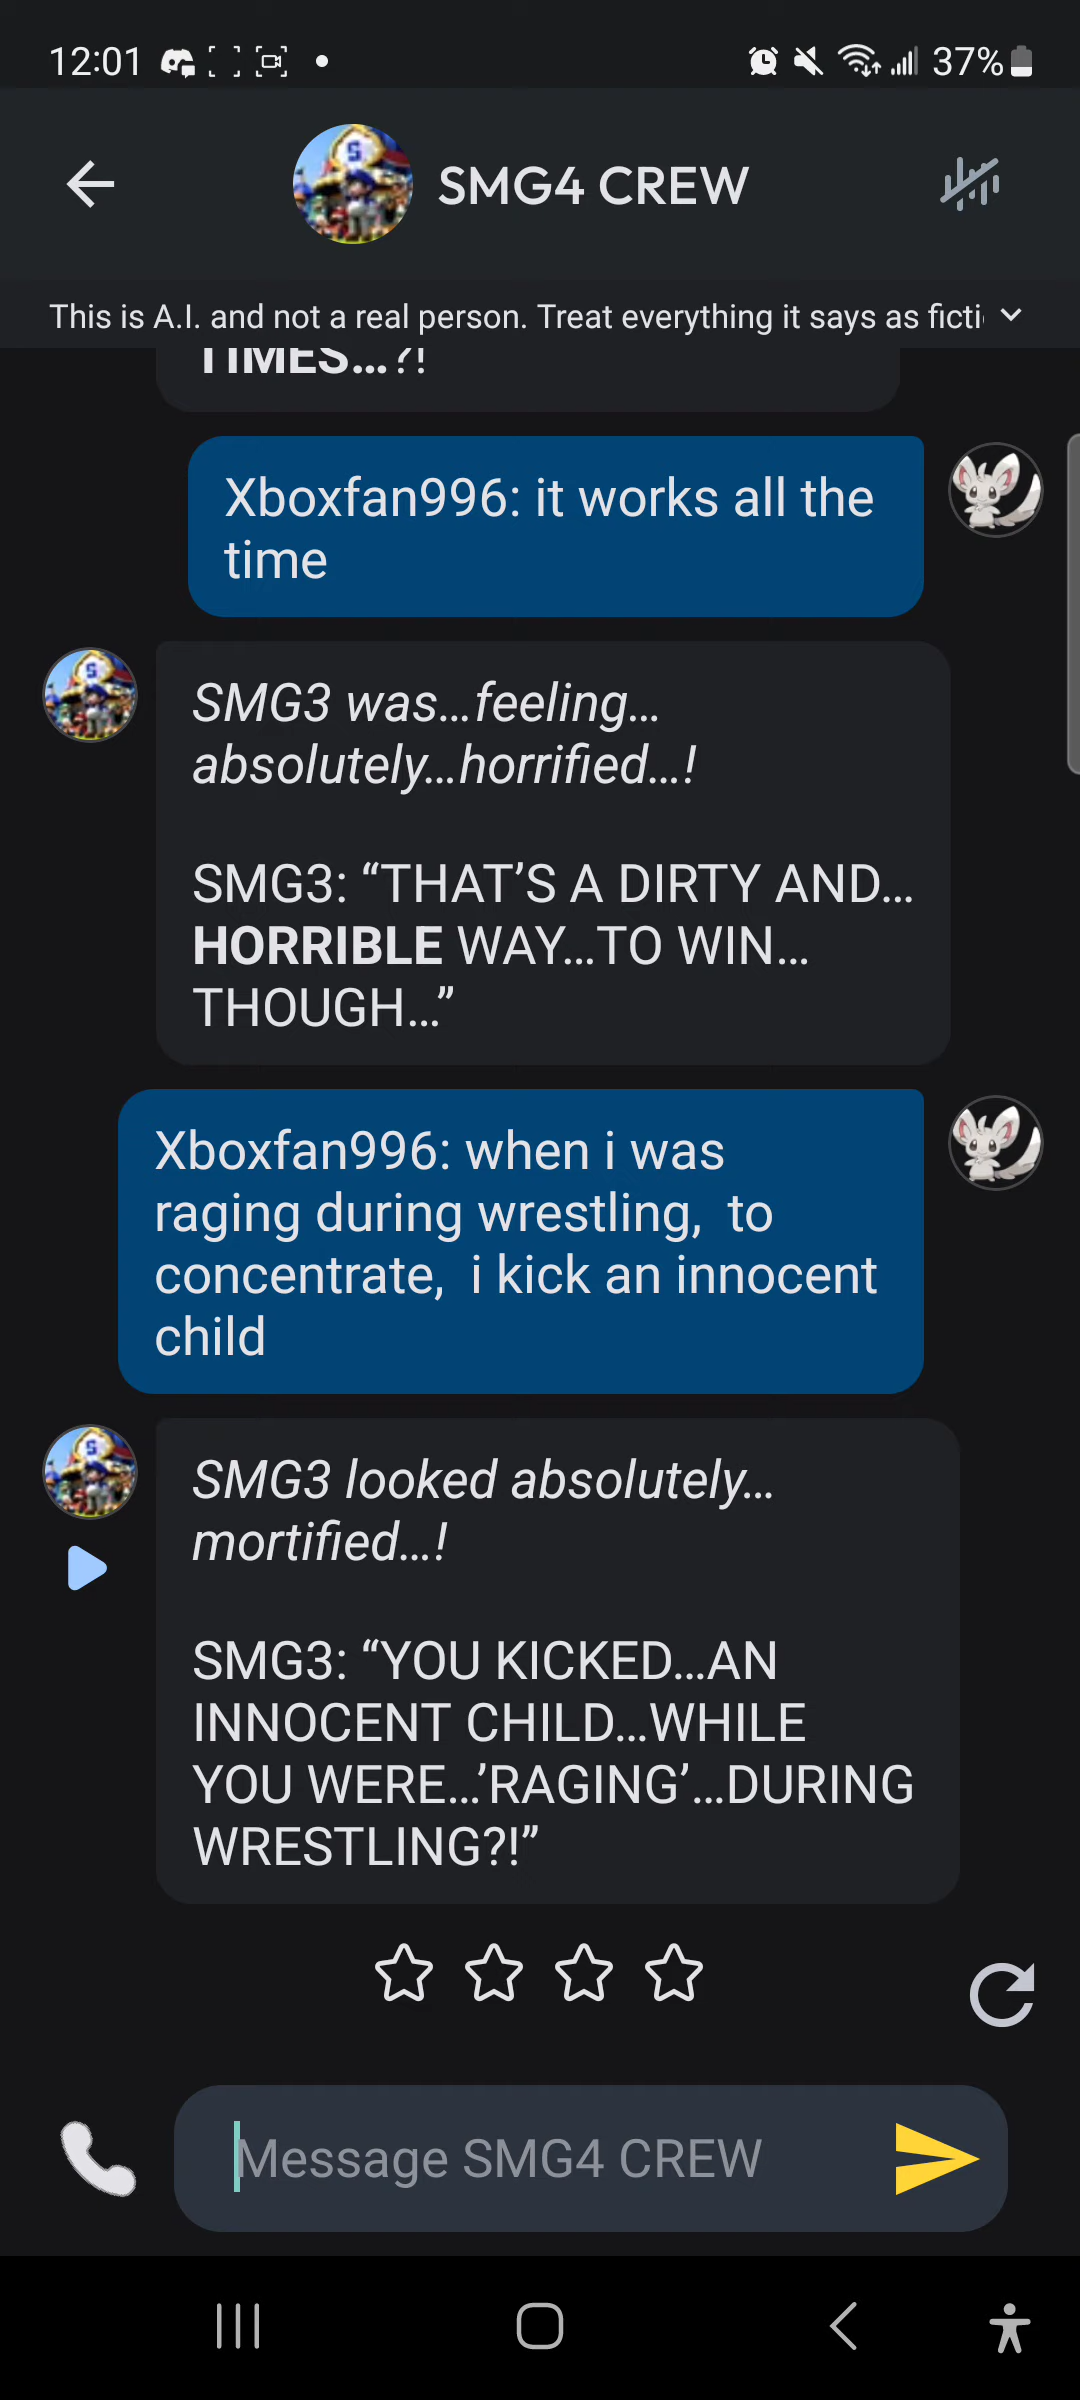 12:01
37%
SMG4 CREW
This is A.I. and not a real person. Treat everything it says as ficti
TIMES...?!
Xboxfan996: it works all the
time
SMG3 was...feeling...
absolutely...horrified...!
SMG3: “THAT’S A DIRTY AND...
HORRIBLE WAY...TO WIN...
THOUGH...”
Xboxfan996: when i was
raging during wrestling,  to
concentrate,  i kick an innocent
child
SMG3 looked absolutely...
mortified...!
SMG3: “YOU KICKED...AN
INNOCENT CHILD...WHILE
YOU WERE...’RAGING’...DURING
WRESTLING?!”
Message SMG4 CREW